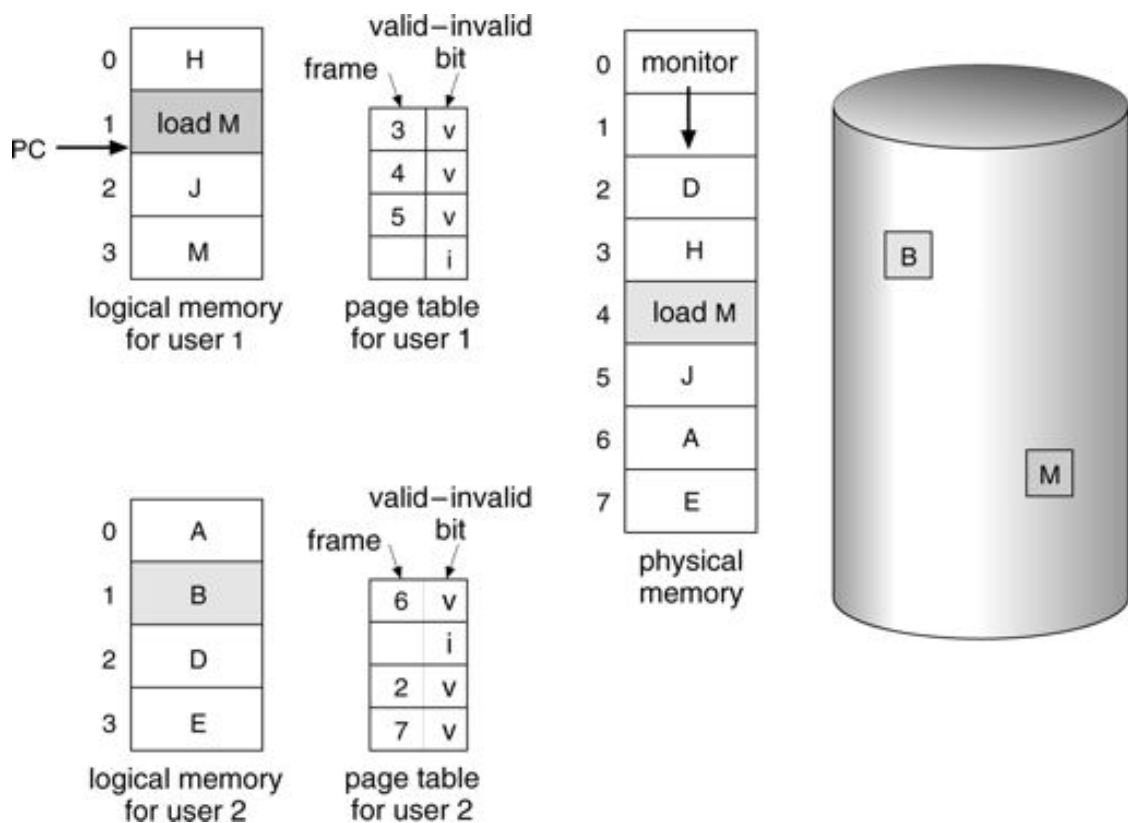 0 H
1 load M
PC
2 J
3 M
logical memory
for user 1
valid–invalid
frame bit
3 v
4 v
5 v
i
page table
for user 1
0 monitor
1
2 D
3 H
4 load M
5 J
6 A
7 E
physical
memory
B
M
0 A
1 B
2 D
3 E
logical memory
for user 2
valid–invalid
frame bit
6 v
i
2 v
7 v
page table
for user 2